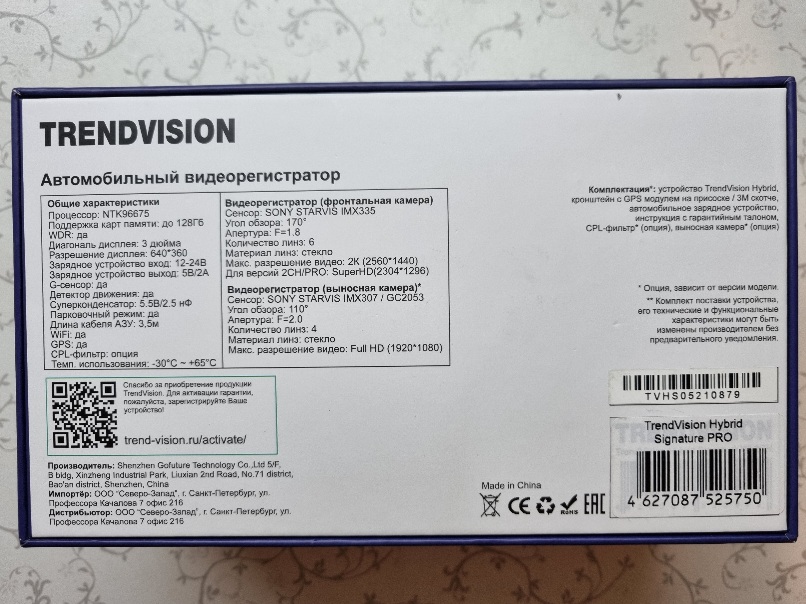 TRENDVISION
Автомобильный видеорегистратор
Общие характеристики
Процессор: NTK96675
Поддержка карт памяти: до 128Гб
WDR: да
Диагональ дисплея: 3 дюйма
Разрешение дисплея: 640*360
Зарядное устройство вход: 12-24В
Зарядное устройство выход: 5В/2А
G-сенсор: да
Детектор движения: да
Суперконденсатор: 5.5В/2.5 нФ
Парковочный режим: да
Длина кабеля АЗУ: 3,5м
WiFi: да
GPS: да
CPL-фильтр: опция
Темп. использования: -30°С ~ +65°С
Видеорегистратор (фронтальная камера)
Сенсор: SONY STARVIS IMX335
Угол обзора: 170°
Апертура: F=1.8
Количество линз: 6
Материал линз: стекло
Макс. разрешение видео: 2К (2560*1440)
Для версий 2CH/PRO: SuperHD(2304*1296)
Видеорегистратор (выносная камера)*
Сенсор: SONY STARVIS IMX307 / GC2053
Угол обзора: 110°
Апертура: F=2.0
Количество линз: 4
Материал линз: стекло
Макс. разрешение видео: Full HD (1920*1080)
Комплектация*: устройство TrendVision Hybrid,
кронштейн с GPS модулем на присоске / 3М скотче,
автомобильное зарядное устройство,
инструкция с гарантийным талоном,
CPL-фильтр* (опция), выносная камера* (опция)
* Опция, зависит от версии модели.
** Комплект поставки устройства,
его технические и функциональные
характеристики могут быть
изменены производителем без
предварительного уведомления.
Спасибо за приобретение продукции
TrendVision. Для активации гарантии,
пожалуйста, зарегистрируйте Ваше
устройство!
trend-vision.ru/activate/
TVHS05210879
TrendVision Hybrid
Signature PRO
4 627087 525750
Производитель: Shenzhen Gofuture Technology Co.,Ltd 5/F,
B bldg, Xinzheng Industrial Park, Liuxian 2nd Road, No.71 district,
Bao'an district, Shenzhen, China
Импортёр: ООО "Северо-Запад", г. Санкт-Петербург, ул.
Профессора Качалова 7 офис 216
Дистрибьютор: ООО "Северо-Запад", г. Санкт-Петербург, ул.
Профессора Качалова 7 офис 216
Made in China
CE RoHS EAC